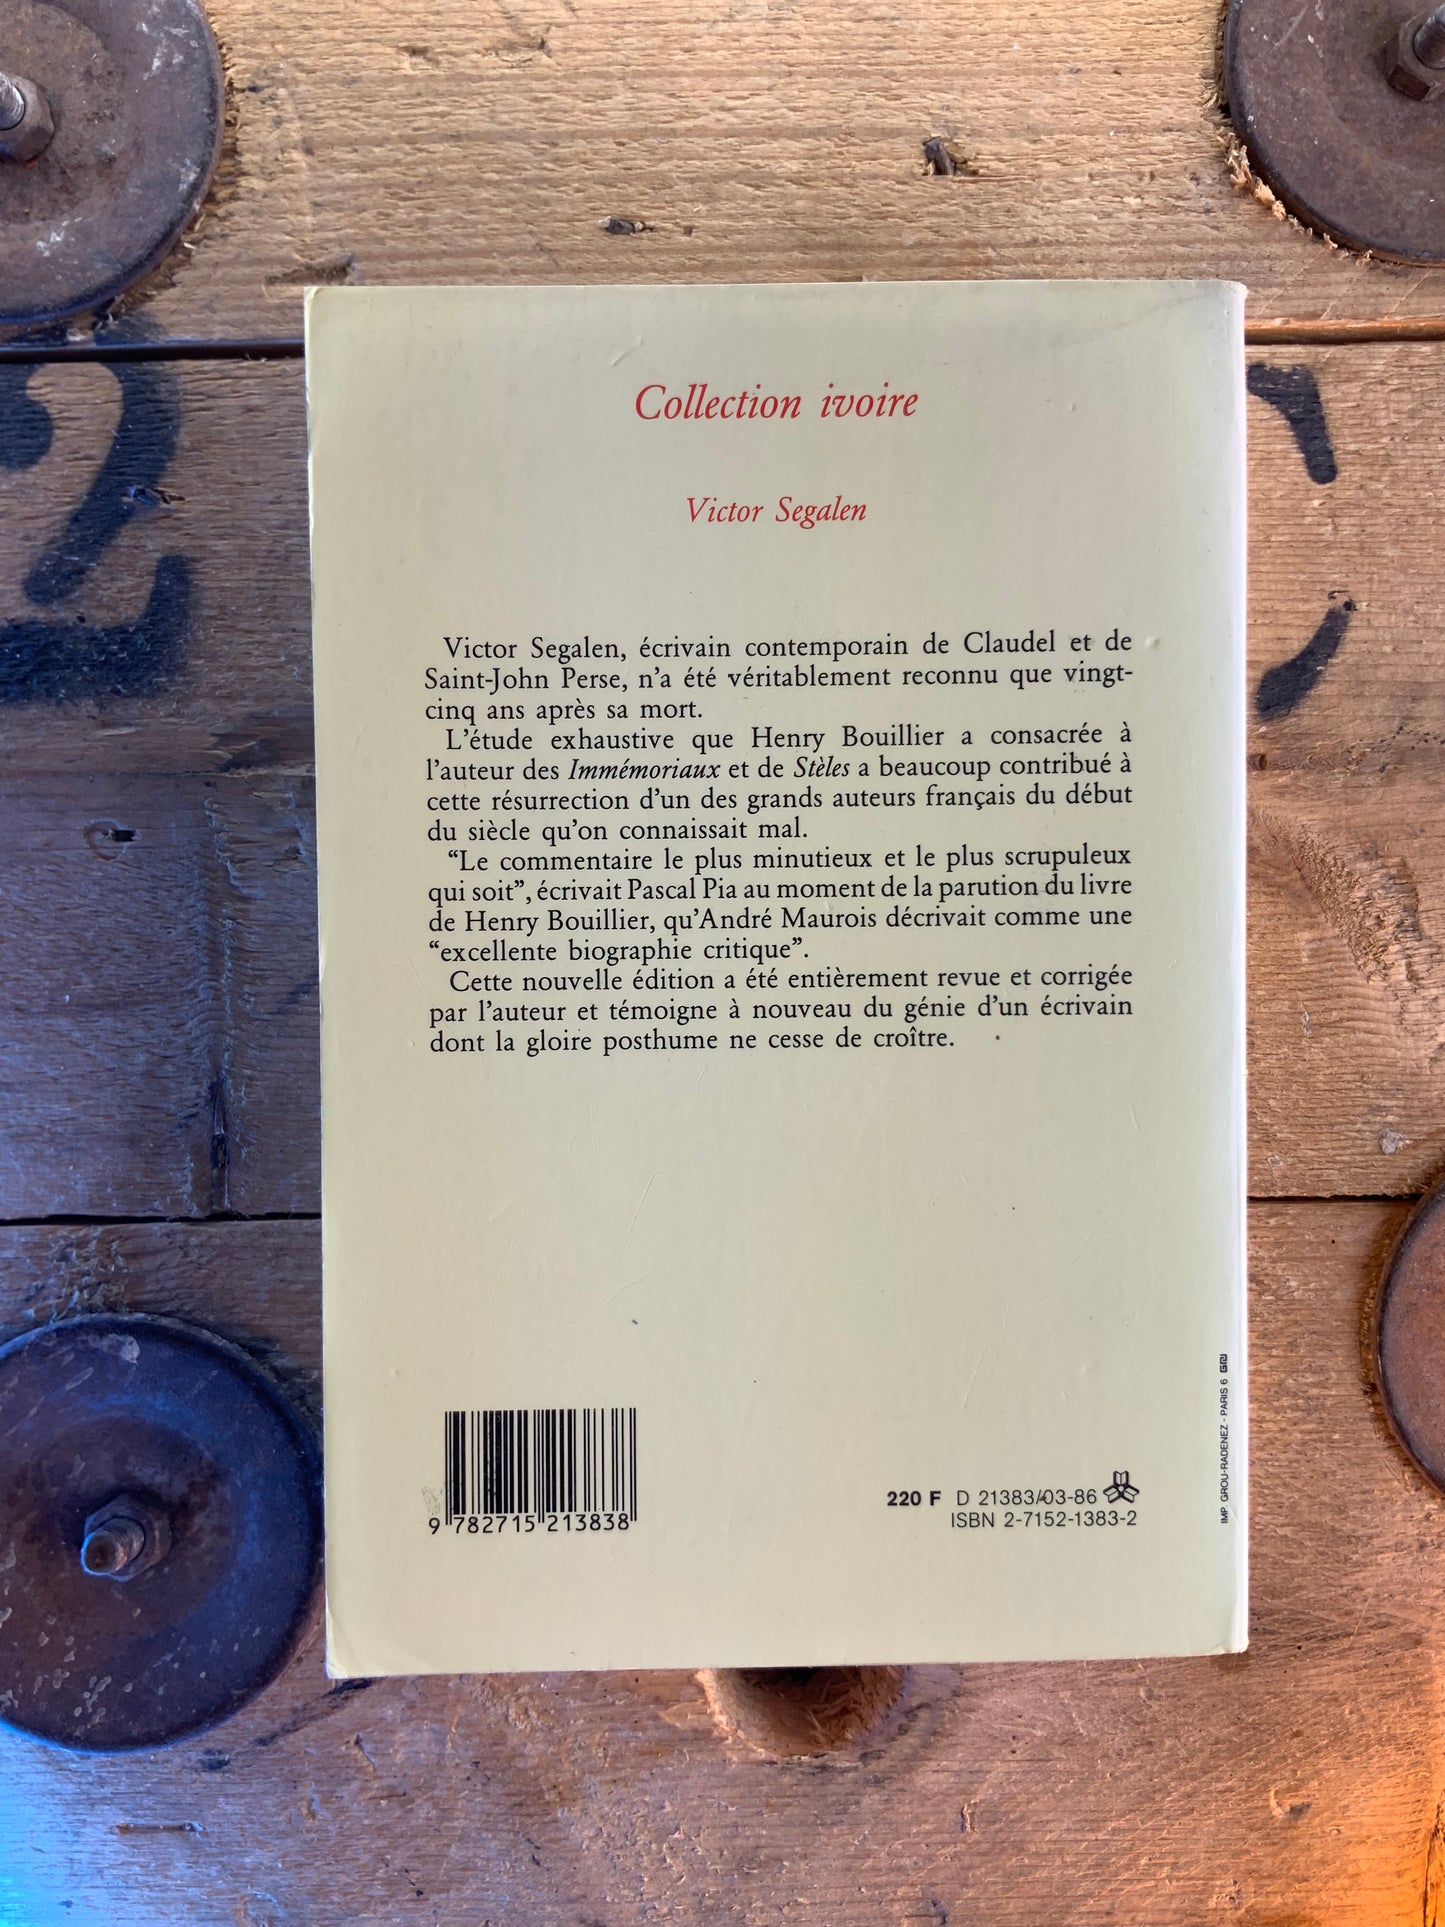 Collection ivoire
Victor Segalen
Victor Segalen, écrivain contemporain de Claudel et de
Saint-John Perse, n'a été véritablement reconnu que vingt-
cinq ans après sa mort.
L'étude exhaustive que Henry Bouillier a consacrée à
l'auteur des Immémoriaux et de Stèles a beaucoup contribué à
cette résurrection d'un des grands auteurs français du début
du siècle qu'on connaissait mal.
“Le commentaire le plus minutieux et le plus scrupuleux
qui soit”, écrivait Pascal Pia au moment de la parution du livre
de Henry Bouillier, qu'André Maurois décrivait comme une
“excellente biographie critique”.
Cette nouvelle édition a été entièrement revue et corrigée
par l'auteur et témoigne à nouveau du génie d'un écrivain
dont la gloire posthume ne cesse de croître.
9 782715 213838
220 F D 21383/03-86
ISBN 2-7152-1383-2
IMP. GROU-RADENEZ - PARIS 6
2